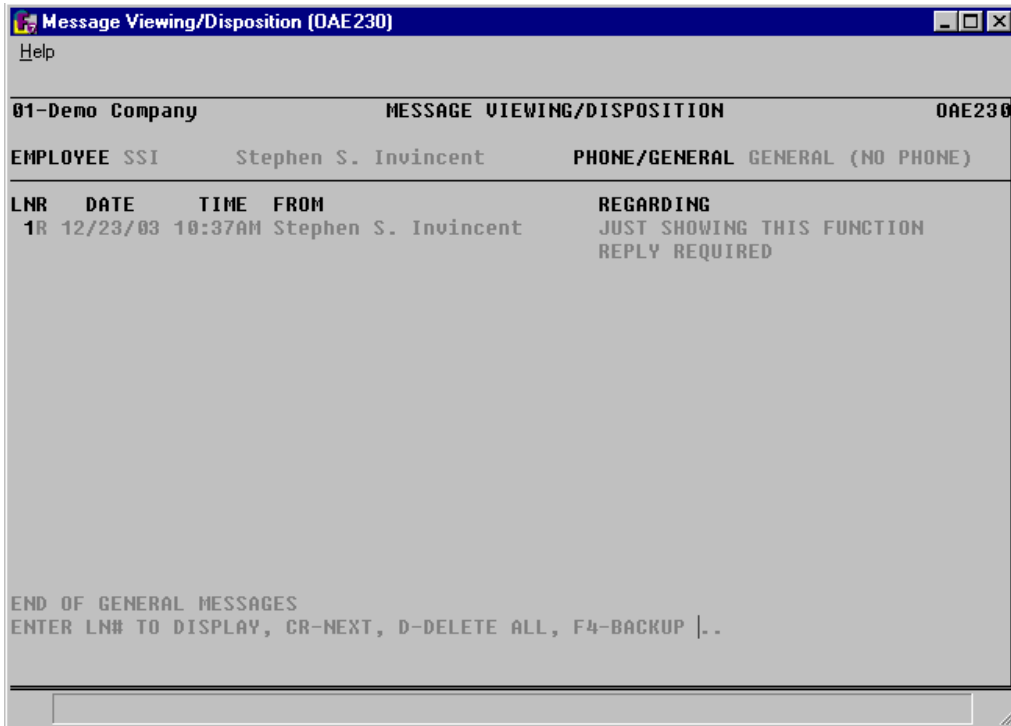 Message Viewing/Disposition (OAE230)
Help
01-Demo Company MESSAGE VIEWING/DISPOSITION OAE230
EMPLOYEE SSI Stephen S. Invincent PHONE/GENERAL GENERAL (NO PHONE)
LNR DATE TIME FROM REGARDING
1R 12/23/03 10:37AM Stephen S. Invincent JUST SHOWING THIS FUNCTION
REPLY REQUIRED
END OF GENERAL MESSAGES
ENTER LN# TO DISPLAY, CR-NEXT, D-DELETE ALL, F4-BACKUP ..